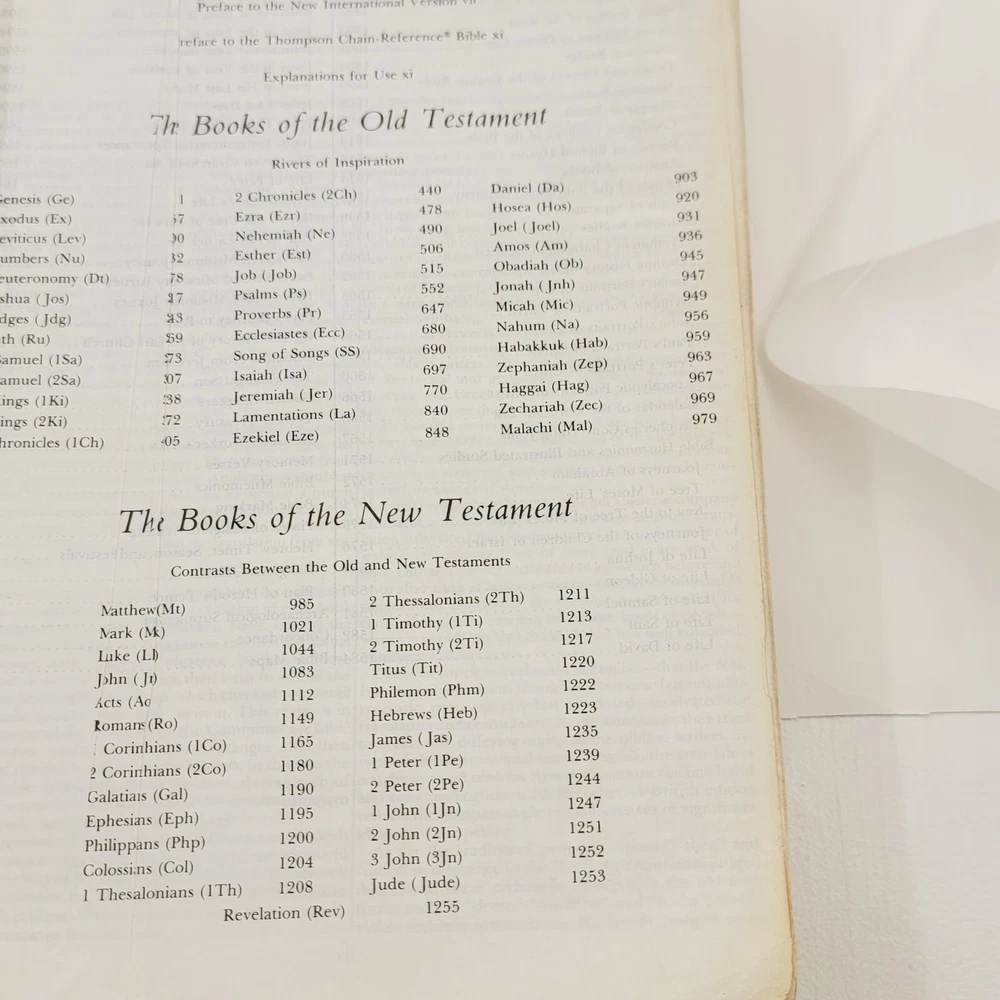 Preface to the New International Version vii
reface to the Thompson Chain-Reference® Bible xi
Explanations for Use xi
Th Books of the Old Testament
Rivers of Inspiration
Genesis (Ge) 1
xodus (Ex) 57
eviticus (Lev) 90
umbers (Nu) 32
euteronomy (Dt) 78
shua (Jos) 17
dges (Jdg) 43
th (Ru) 59
amuel (1Sa) 73
amuel (2Sa) 07
ings (1Ki) 38
ings (2Ki) 72
hronicles (1Ch) 05
2 Chronicles (2Ch) 440
Ezra (Ezr) 478
Nehemiah (Ne) 490
Esther (Est) 506
Job (Job) 515
Psalms (Ps) 552
Proverbs (Pr) 647
Ecclesiastes (Ecc) 680
Song of Songs (SS) 690
Isaiah (Isa) 697
Jeremiah (Jer) 770
Lamentations (La) 840
Ezekiel (Eze) 848
Daniel (Da) 903
Hosea (Hos) 920
Joel (Joel) 931
Amos (Am) 936
Obadiah (Ob) 945
Jonah (Jnh) 947
Micah (Mic) 949
Nahum (Na) 956
Habakkuk (Hab) 959
Zephaniah (Zep) 963
Haggai (Hag) 967
Zechariah (Zec) 969
Malachi (Mal) 979
The Books of the New Testament
Contrasts Between the Old and New Testaments
Matthew(Mt) 985
Mark (Mk) 1021
Luke (Lk) 1044
John (Jn) 1083
Acts (Ac 1112
Romans(Ro) 1149
1 Corinhians (1Co) 1165
2 Corinhians (2Co) 1180
Galatians (Gal) 1190
Ephesians (Eph) 1195
Philippans (Php) 1200
Colossins (Col) 1204
1 Thesalonians (1Th) 1208
2 Thessalonians (2Th) 1211
1 Timothy (1Ti) 1213
2 Timothy (2Ti) 1217
Titus (Tit) 1220
Philemon (Phm) 1222
Hebrews (Heb) 1223
James (Jas) 1235
1 Peter (1Pe) 1239
2 Peter (2Pe) 1244
1 John (1Jn) 1247
2 John (2Jn) 1251
3 John (3Jn) 1252
Jude (Jude) 1253
Revelation (Rev) 1255